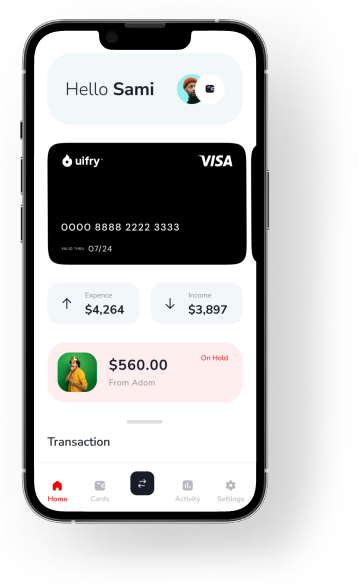 Hello Sami
uifry™
VISA
0000 8888 2222 3333
VALID THRU 07/24
Expence
$4,264
Income
$3,897
$560.00
On Hold
From Adom
Transaction
Home
Cards
Activity
Settings